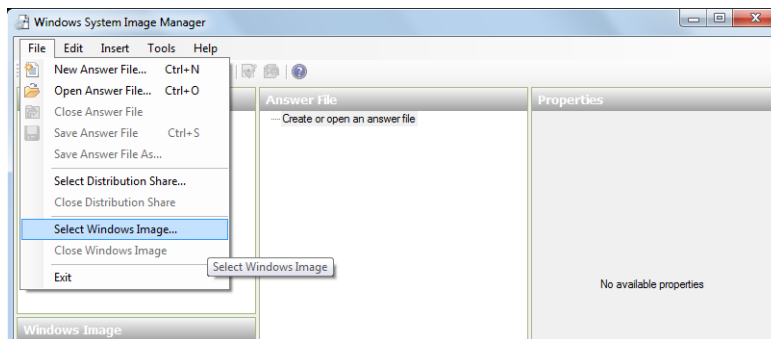 Windows System Image Manager
File Edit Insert Tools Help
New Answer File... Ctrl+N
Open Answer File... Ctrl+O
Close Answer File
Save Answer File Ctrl+S
Save Answer File As...
Select Distribution Share...
Close Distribution Share
Select Windows Image...
Close Windows Image
Exit
Select Windows Image
Answer File
Create or open an answer file
Properties
No available properties
Windows Image